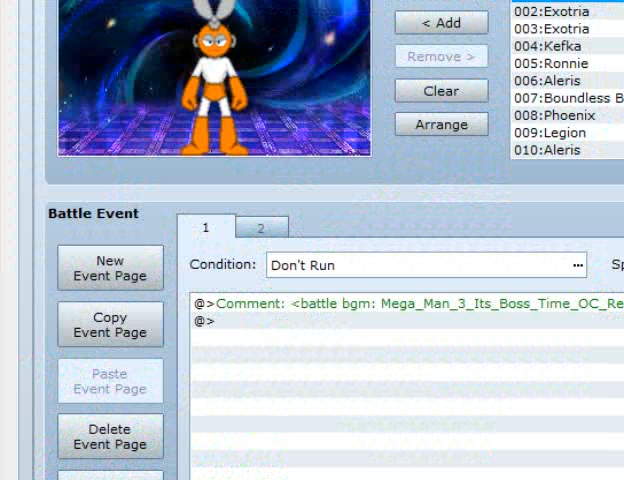 < Add
Remove >
Clear
Arrange
002:Exotria
003:Exotria
004:Kefka
005:Ronnie
006:Aleris
007:Boundless B
008:Phoenix
009:Legion
010:Aleris
Battle Event
1
2
New
Event Page
Copy
Event Page
Paste
Event Page
Delete
Event Page
Condition:
Don't Run
...
Sp
@>Comment: <battle bgm: Mega_Man_3_Its_Boss_Time_OC_Re
@>